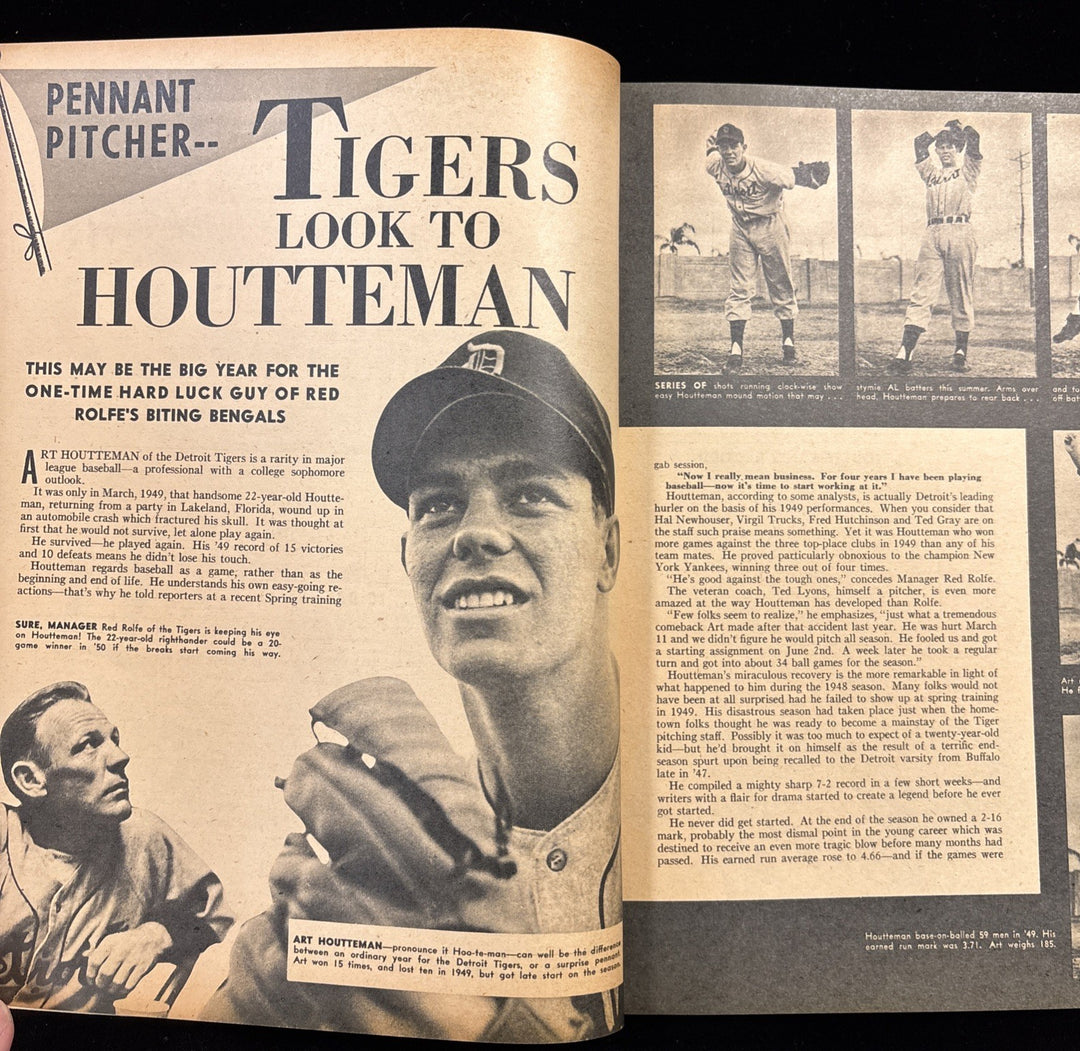 PENNANT
PITCHER--
TIGERS
LOOK TO
HOUTTEMAN
THIS MAY BE THE BIG YEAR FOR THE
ONE-TIME HARD LUCK GUY OF RED
ROLFE'S BITING BENGALS
ART HOUTTEMAN of the Detroit Tigers is a rarity in major
league baseball—a professional with a college sophomore
outlook.
It was only in March, 1949, that handsome 22-year-old Houtte-
man, returning from a party in Lakeland, Florida, wound up in
an automobile crash which fractured his skull. It was thought at
first that he would not survive, let alone play again.
He survived—he played again. His '49 record of 15 victories
and 10 defeats means he didn't lose his touch.
Houtteman regards baseball as a game, rather than as the
beginning and end of life. He understands his own easy-going re-
actions—that's why he told reporters at a recent Spring training
SURE, MANAGER Red Rolfe of the Tigers is keeping his eye
on Houtteman! The 22-year-old righthander could be a 20-
game winner in '50 if the breaks start coming his way.
D
ART HOUTTEMAN—pronounce it Hoo-te-man—can well be the difference
between an ordinary year for the Detroit Tigers, or a surprise pennant.
Art won 15 times, and lost ten in 1949, but got late start on the season.
SERIES OF shots running clock-wise show
easy Houtteman mound motion that may . . .
stymie AL batters this summer. Arms over
head, Houtteman prepares to rear back . . .
and fo
off bat
gab session,
"Now I really mean business. For four years I have been playing
baseball—now it's time to start working at it."
Houtteman, according to some analysts, is actually Detroit's leading
hurler on the basis of his 1949 performances. When you consider that
Hal Newhouser, Virgil Trucks, Fred Hutchinson and Ted Gray are on
the staff such praise means something. Yet it was Houtteman who won
more games against the three top-place clubs in 1949 than any of his
team mates. He proved particularly obnoxious to the champion New
York Yankees, winning three out of four times.
"He's good against the tough ones," concedes Manager Red Rolfe.
The veteran coach, Ted Lyons, himself a pitcher, is even more
amazed at the way Houtteman has developed than Rolfe.
"Few folks seem to realize," he emphasizes, "just what a tremendous
comeback Art made after that accident last year. He was hurt March
11 and we didn't figure he would pitch all season. He fooled us and got
a starting assignment on June 2nd. A week later he took a regular
turn and got into about 34 ball games for the season."
Houtteman's miraculous recovery is the more remarkable in light of
what happened to him during the 1948 season. Many folks would not
have been at all surprised had he failed to show up at spring training
in 1949. His disastrous season had taken place just when the home-
town folks thought he was ready to become a mainstay of the Tiger
pitching staff. Possibly it was too much to expect of a twenty-year-old
kid—but he'd brought it on himself as the result of a terrific end-
season spurt upon being recalled to the Detroit varsity from Buffalo
late in '47.
He compiled a mighty sharp 7-2 record in a few short weeks—and
writers with a flair for drama started to create a legend before he ever
got started.
He never did get started. At the end of the season he owned a 2-16
mark, probably the most dismal point in the young career which was
destined to receive an even more tragic blow before many months had
passed. His earned run average rose to 4.66—and if the games were
Art
He
Houtteman base-on-balled 59 men in '49. His
earned run mark was 3.71. Art weighs 185.